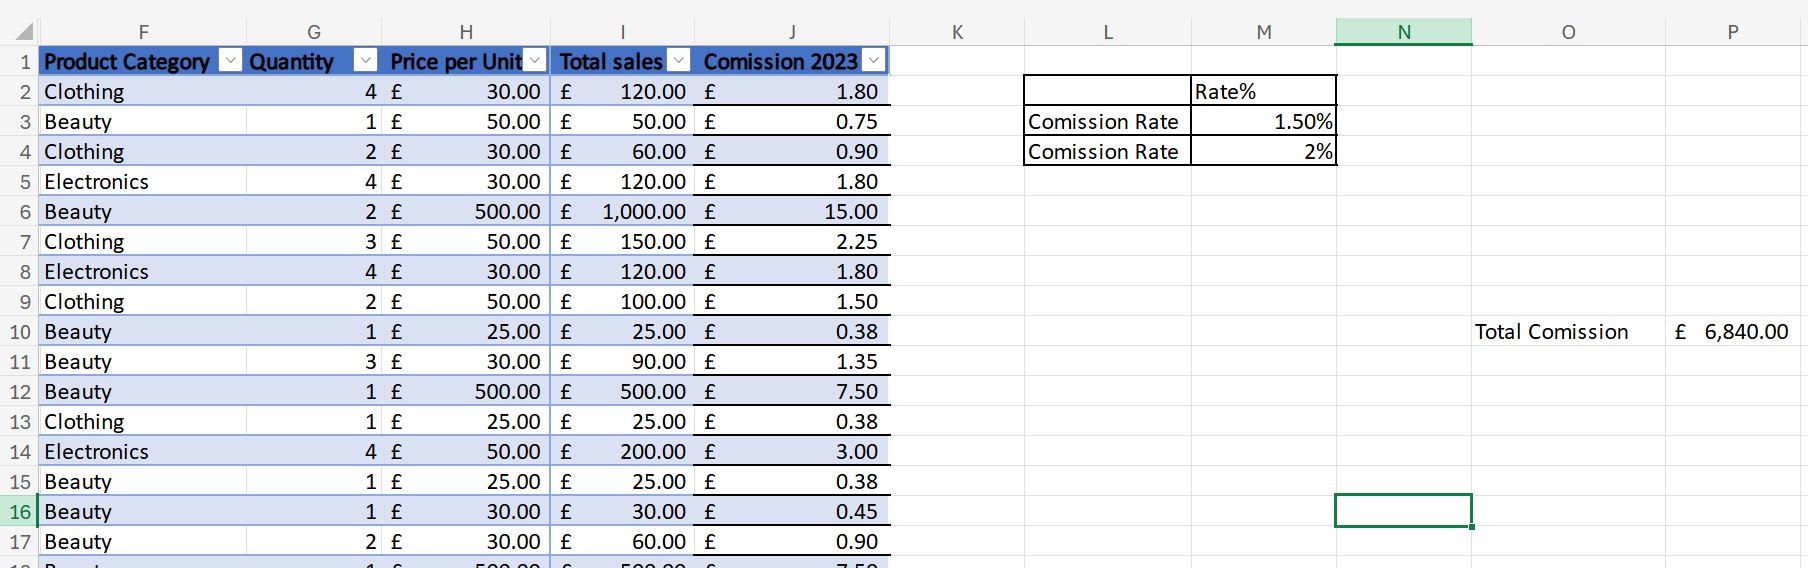 F G H I J K L M N O P
1 Product Category Quantity Price per Unit Total sales Comission 2023
2 Clothing 4 £ 30.00 £ 120.00 £ 1.80 Rate%
3 Beauty 1 £ 50.00 £ 50.00 £ 0.75 Comission Rate 1.50%
4 Clothing 2 £ 30.00 £ 60.00 £ 0.90 Comission Rate 2%
5 Electronics 4 £ 30.00 £ 120.00 £ 1.80
6 Beauty 2 £ 500.00 £ 1,000.00 £ 15.00
7 Clothing 3 £ 50.00 £ 150.00 £ 2.25
8 Electronics 4 £ 30.00 £ 120.00 £ 1.80
9 Clothing 2 £ 50.00 £ 100.00 £ 1.50
10 Beauty 1 £ 25.00 £ 25.00 £ 0.38 Total Comission £ 6,840.00
11 Beauty 3 £ 30.00 £ 90.00 £ 1.35
12 Beauty 1 £ 500.00 £ 500.00 £ 7.50
13 Clothing 1 £ 25.00 £ 25.00 £ 0.38
14 Electronics 4 £ 50.00 £ 200.00 £ 3.00
15 Beauty 1 £ 25.00 £ 25.00 £ 0.38
16 Beauty 1 £ 30.00 £ 30.00 £ 0.45
17 Beauty 2 £ 30.00 £ 60.00 £ 0.90